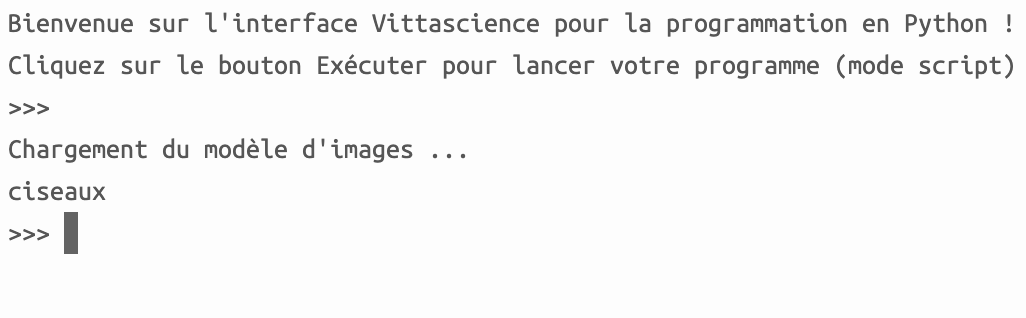 Bienvenue sur l'interface Vittascience pour la programmation en Python !
Cliquez sur le bouton Exécuter pour lancer votre programme (mode script)
>>>
Chargement du modèle d'images ...
ciseaux
>>>